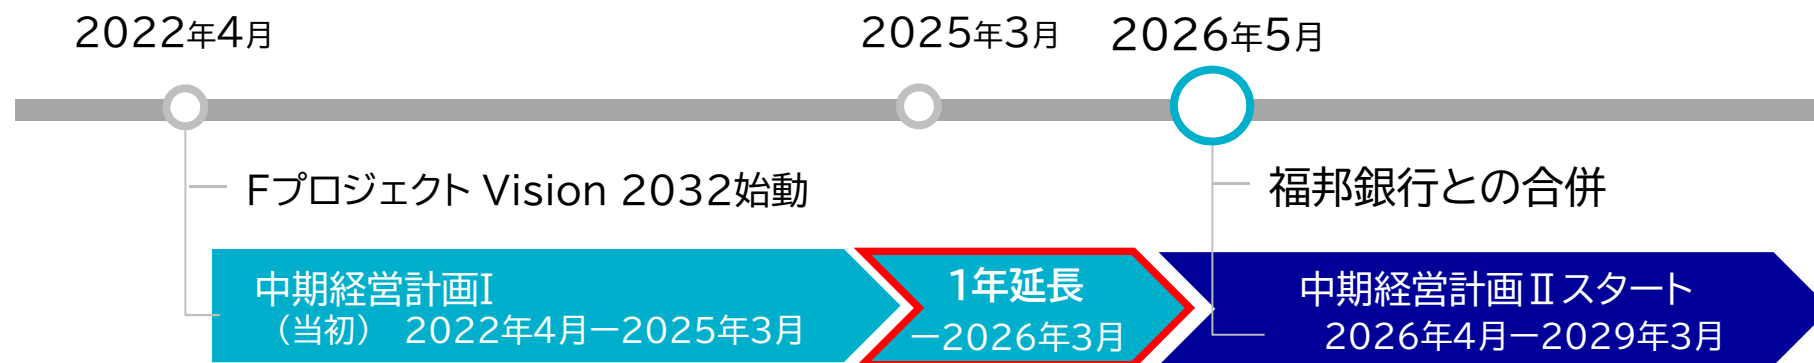 2022年4月
2025年3月
2026年5月
Fプロジェクト Vision 2032始動
福邦銀行との合併
中期経営計画Ⅰ
（当初） 2022年4月ー2025年3月
1年延長
ー2026年3月
中期経営計画Ⅱスタート
2026年4月ー2029年3月